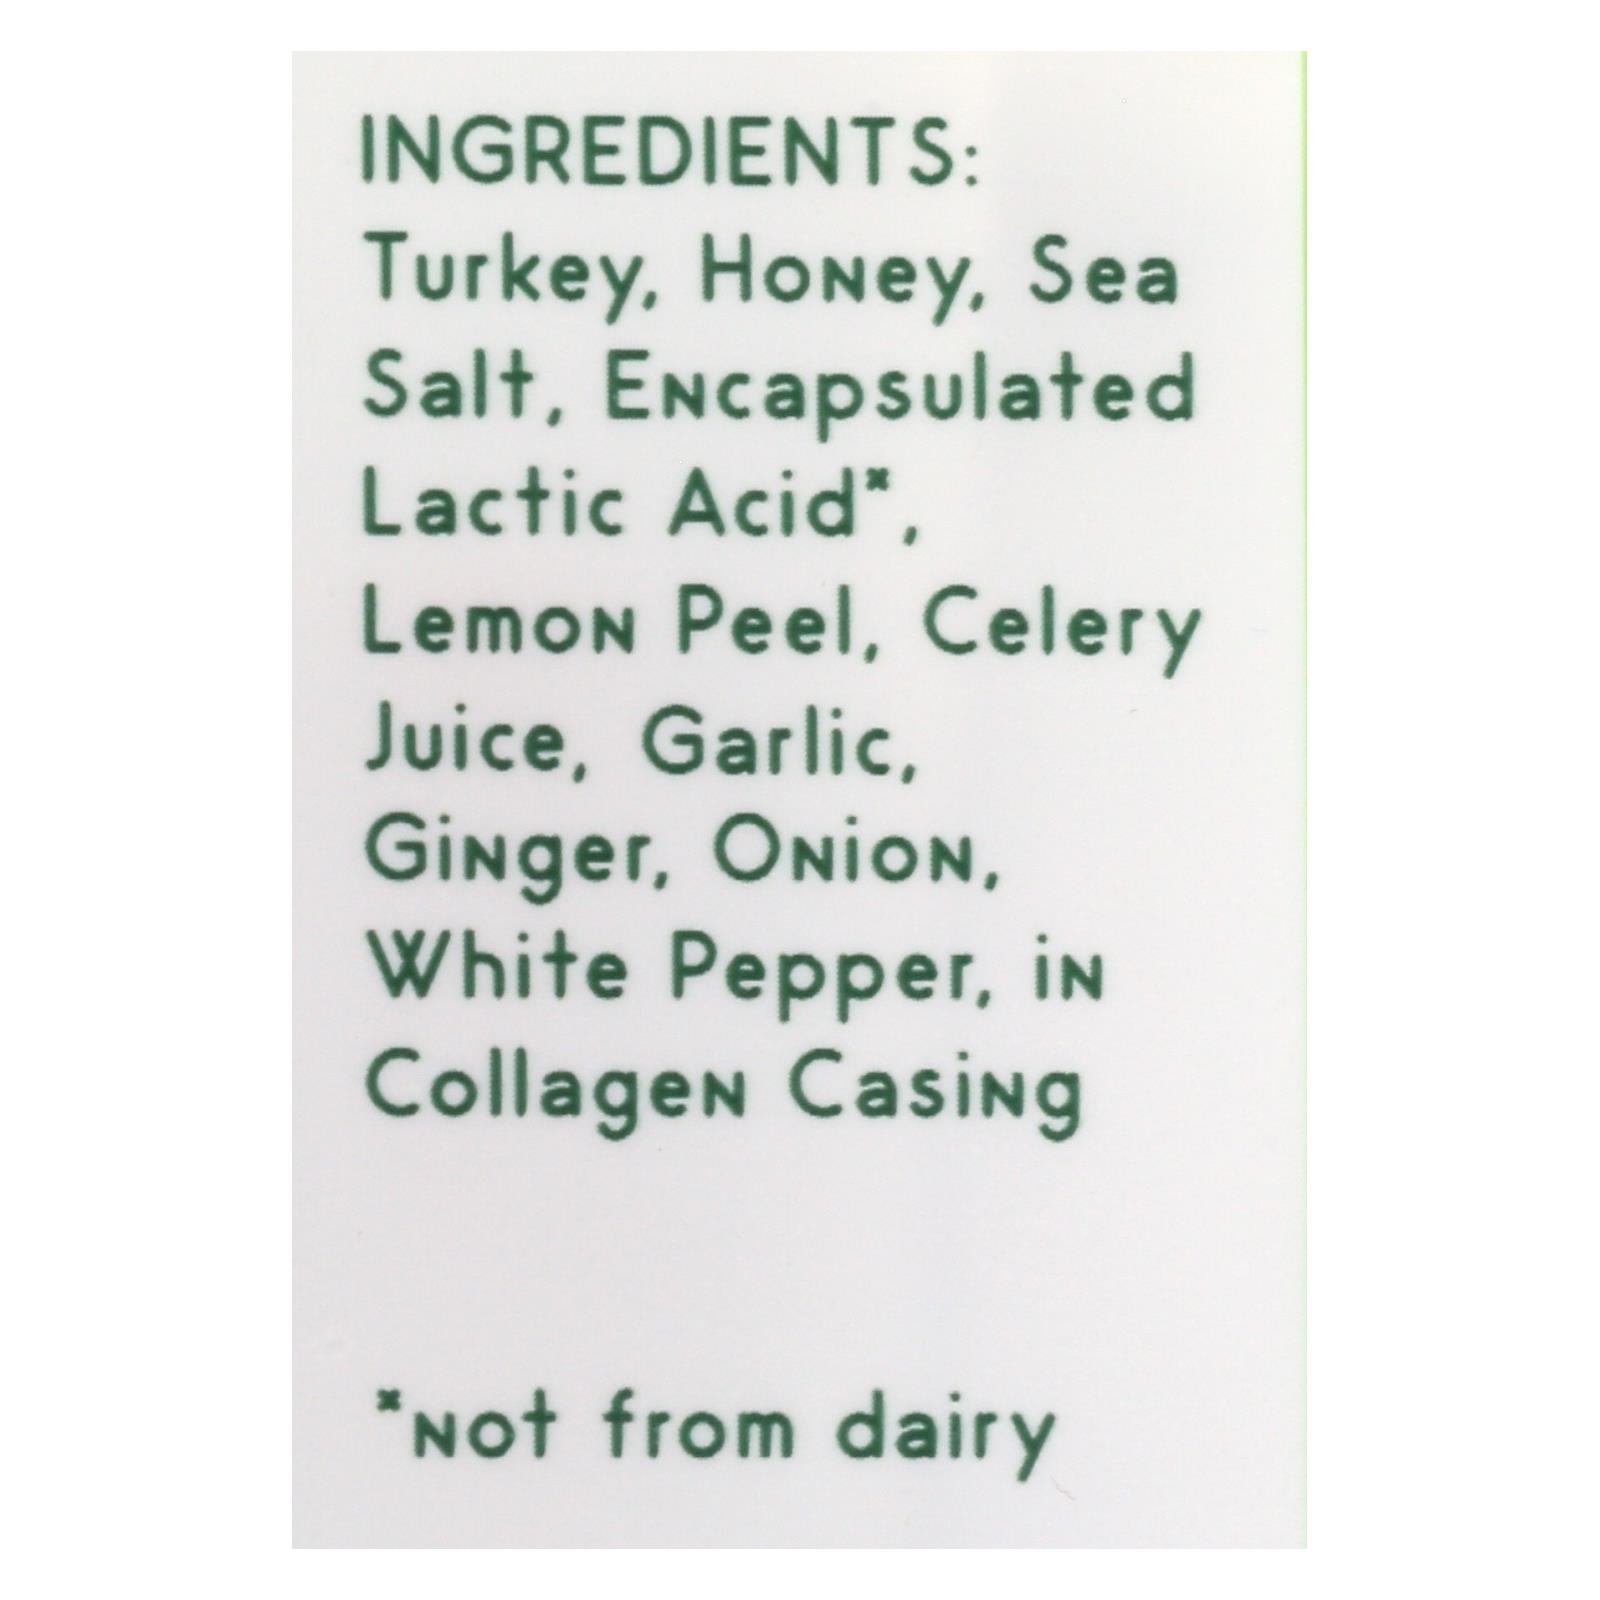 INGREDIENTS:
Turkey, Honey, Sea
Salt, Encapsulated
Lactic Acid*,
Lemon Peel, Celery
Juice, Garlic,
Ginger, Onion,
White Pepper, in
Collagen Casing
*not from dairy